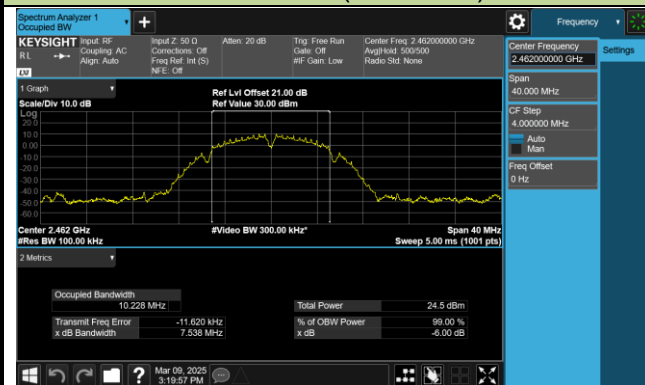 Spectrum Analyzer 1
Occupied BW
Frequency
KEYSIGHT
RL
Input: RF
Coupling: AC
Align: Auto
Input Z: 50 Ω
Corrections: Off
Freq Ref: Int (S)
NFE: Off
Atten: 20 dB
Trig: Free Run
Gate: Off
#IF Gain: Low
Center Freq: 2.462000000 GHz
Avg|Hold: 500/500
Radio Std: None
LXI
Center Frequency
2.462000000 GHz
Settings
Span
40.000 MHz
CF Step
4.000000 MHz
Auto
Man
Freq Offset
0 Hz
1 Graph
Scale/Div 10.0 dB
Ref Lvl Offset 21.00 dB
Ref Value 30.00 dBm
Log
20.0
10.0
0.00
-10.0
-20.0
-30.0
-40.0
-50.0
-60.0
Center 2.462 GHz
#Video BW 300.00 kHz*
Span 40 MHz
#Res BW 100.00 kHz
Sweep 5.00 ms (1001 pts)
2 Metrics
Occupied Bandwidth
10.228 MHz
Total Power 24.5 dBm
Transmit Freq Error -11.620 kHz
% of OBW Power 99.00 %
x dB Bandwidth 7.538 MHz
x dB -6.00 dB
Mar 09, 2025
3:19:57 PM